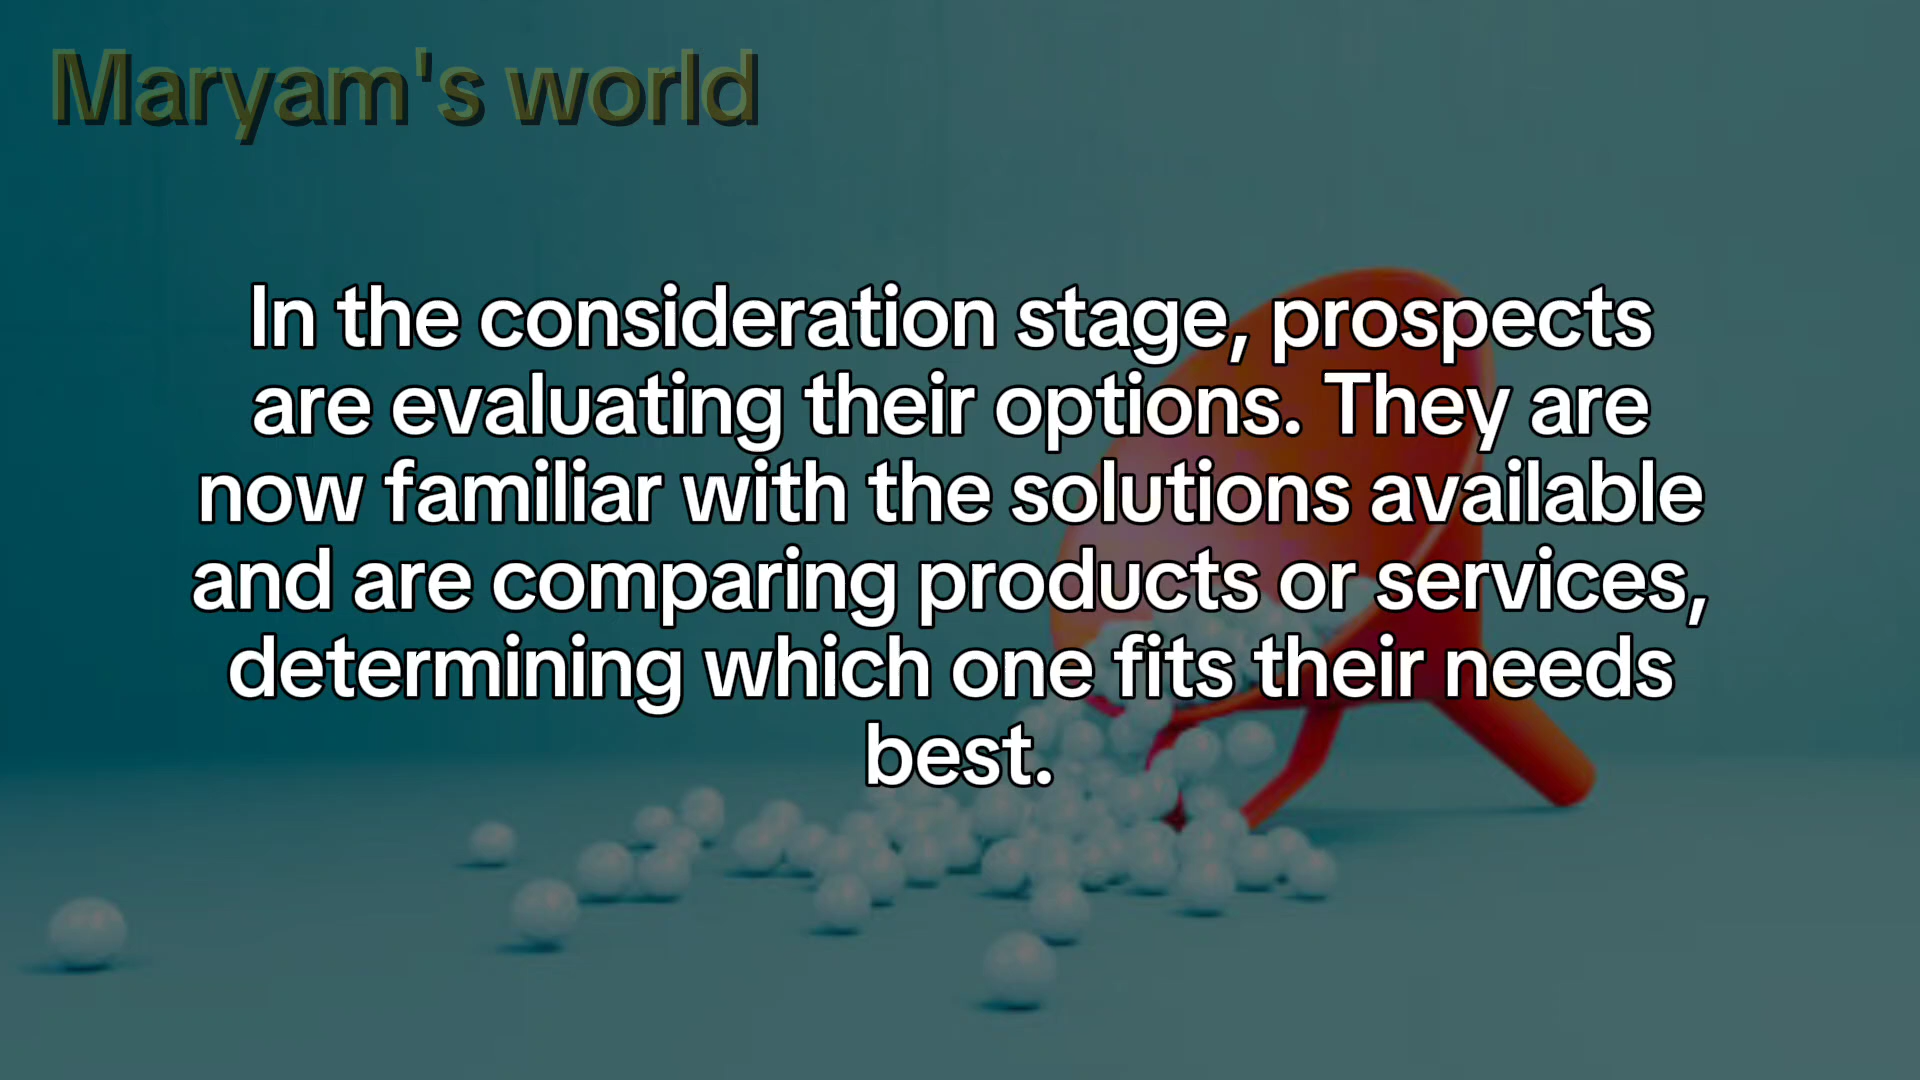 Maryam's world
In the consideration stage, prospects
are evaluating their options. They are
now familiar with the solutions available
and are comparing products or services,
determining which one fits their needs
best.